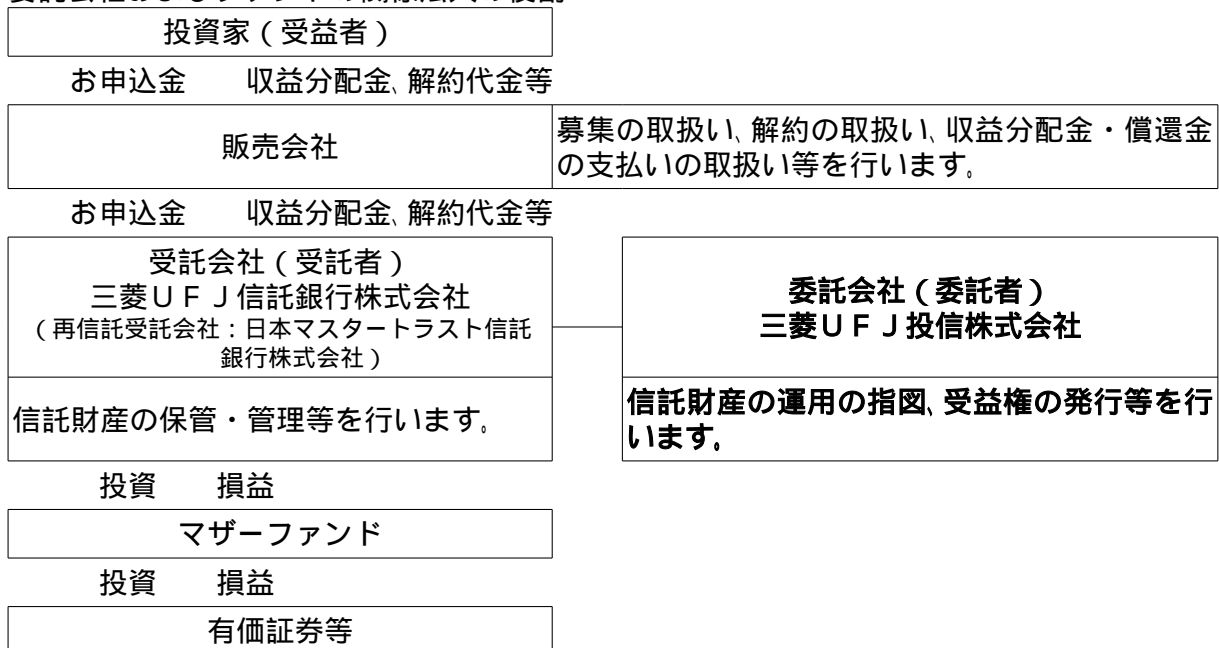 投資家（受益者）
お申込金　　収益分配金、解約代金等
販売会社
募集の取扱い、解約の取扱い、収益分配金・償還金
の支払いの取扱い等を行います。
お申込金　　収益分配金、解約代金等
受託会社（受託者）
三菱ＵＦＪ信託銀行株式会社
（再信託受託会社：日本マスタートラスト信託
銀行株式会社）
委託会社（委託者）
三菱ＵＦＪ投信株式会社
信託財産の保管・管理等を行います。
信託財産の運用の指図、受益権の発行等を行
います。
投資　　損益
マザーファンド
投資　　損益
有価証券等